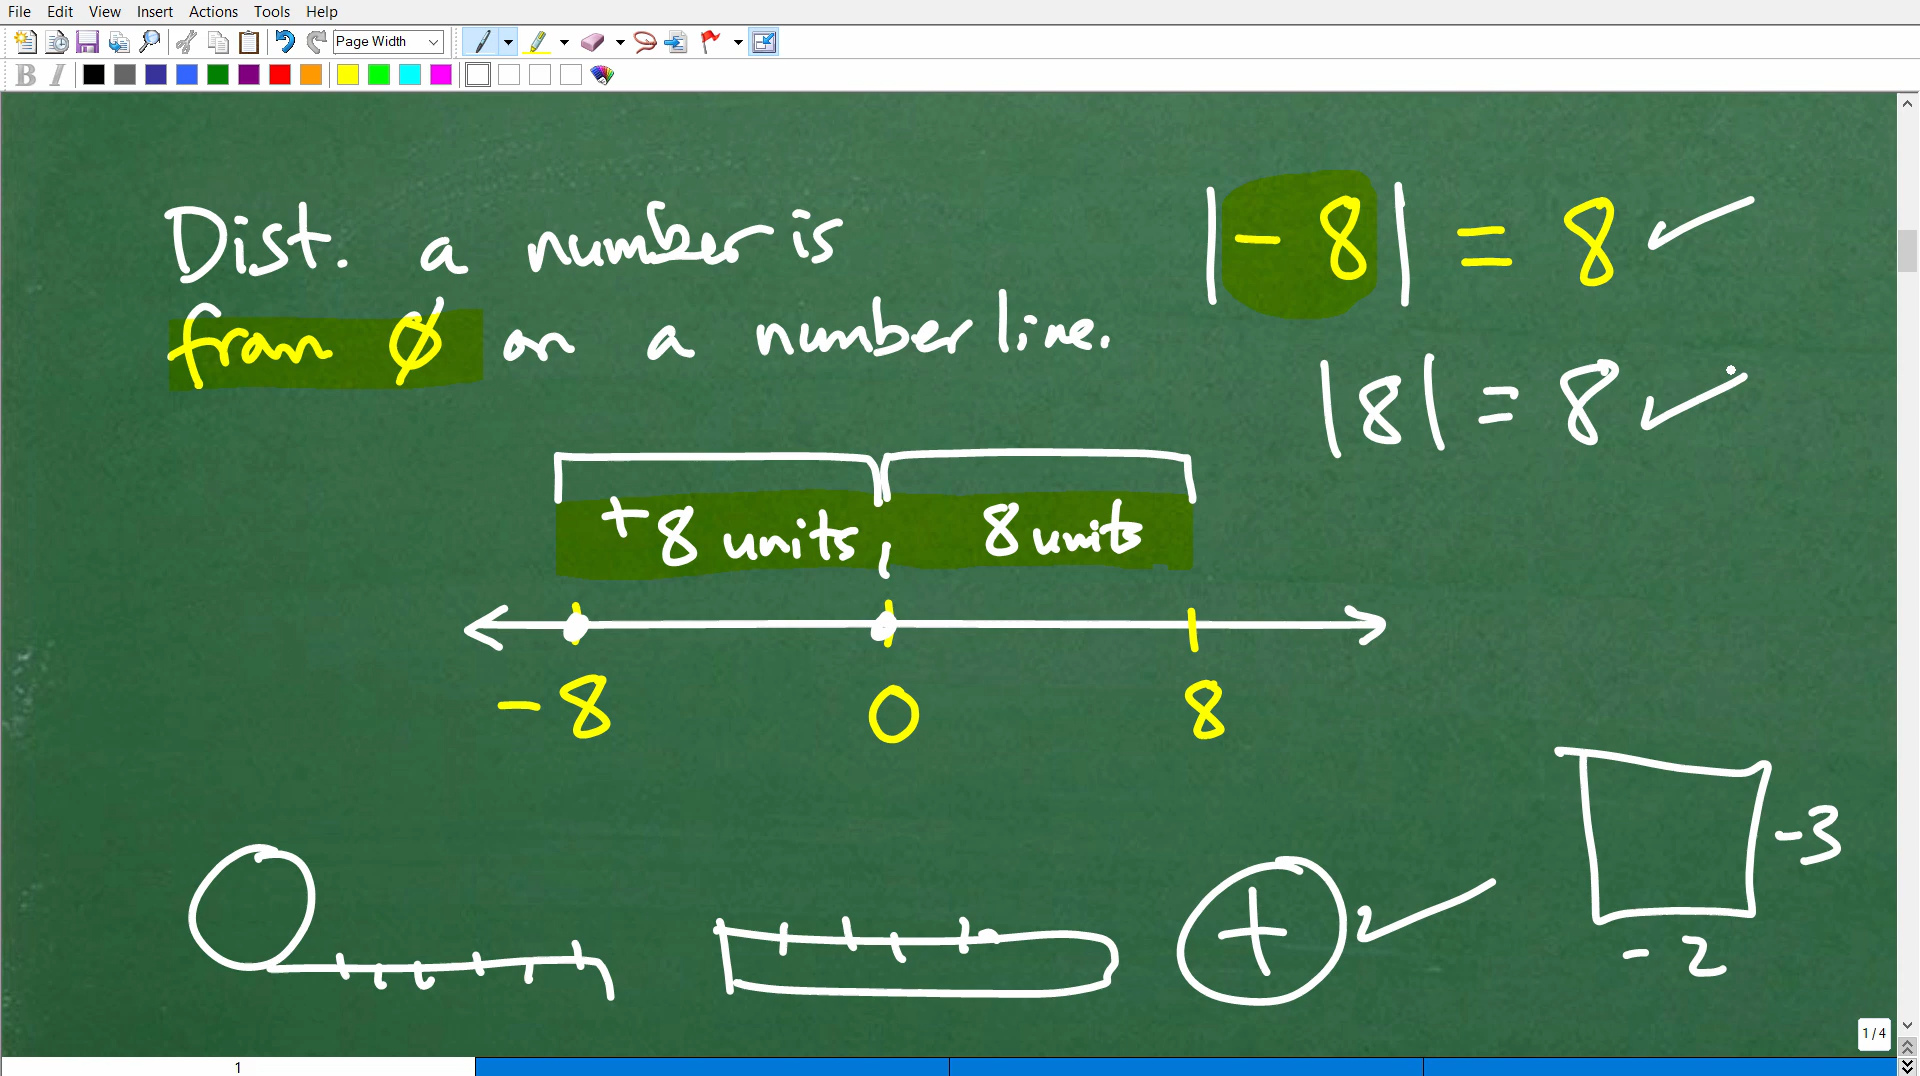 File Edit View Insert Actions Tools Help
Page Width
B I
Dist. a number is
from 0 on a number line.
|-8| = 8 ✓
|8| = 8 ✓
+8 units, 8 units
-8 0 8
+ ✓
-3
-2
1 / 4
1